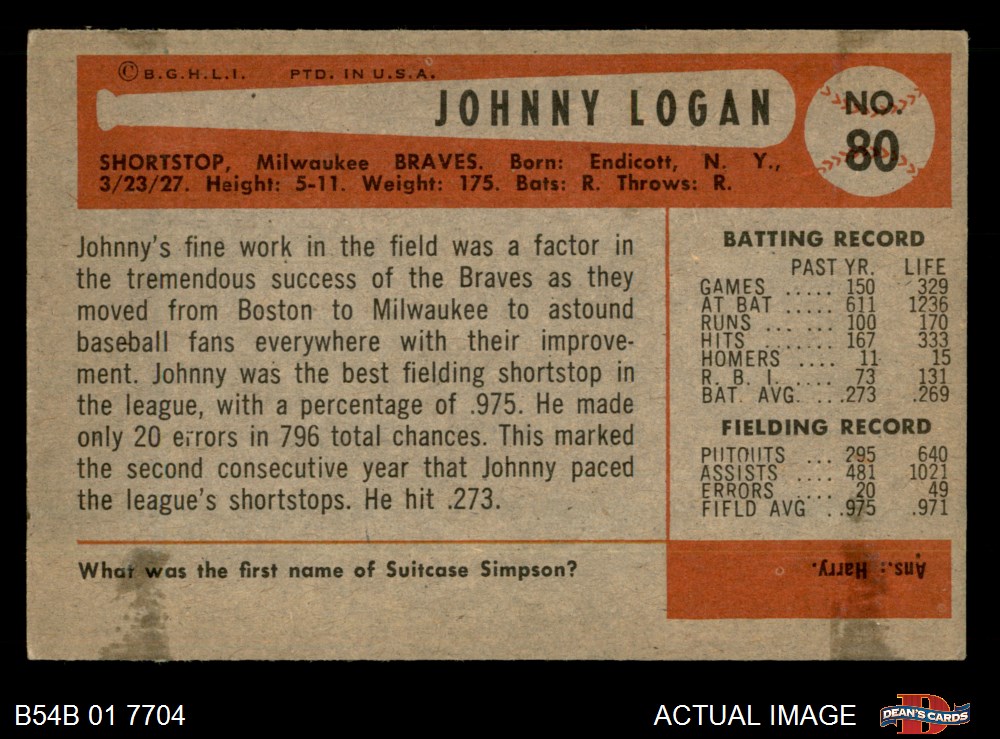 ©B.G.H.L.I. PTD. IN U.S.A.
JOHNNY LOGAN
NO.
80
SHORTSTOP, Milwaukee BRAVES. Born: Endicott, N. Y.,
3/23/27. Height: 5-11. Weight: 175. Bats: R. Throws: R.
Johnny's fine work in the field was a factor in
the tremendous success of the Braves as they
moved from Boston to Milwaukee to astound
baseball fans everywhere with their improve-
ment. Johnny was the best fielding shortstop in
the league, with a percentage of .975. He made
only 20 errors in 796 total chances. This marked
the second consecutive year that Johnny paced
the league's shortstops. He hit .273.
BATTING RECORD
PAST YR. LIFE
GAMES ..... 150 329
AT BAT ..... 611 1236
RUNS ... .... 100 170
HITS ....... 167 333
HOMERS .... 11 15
R. B. I. .... 73 131
BAT. AVG. ...273 .269
FIELDING RECORD
PUTOUTS ... 295 640
ASSISTS .... 481 1021
ERRORS .... 20 49
FIELD AVG ..975 .971
What was the first name of Suitcase Simpson?
Ans.: Harry.
B54B 01 7704
ACTUAL IMAGE
DEAN'S CARDS